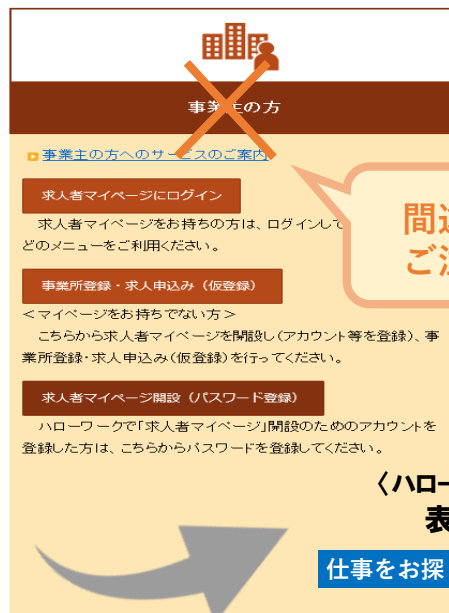 事業主の方
事業主の方へのサービスのご案内
求人者マイページにログイン
求人者マイページをお持ちの方は、ログインして
どのメニューをご利用ください。
間違
ご注
事業所登録・求人申込み（仮登録）
＜マイページをお持ちでない方＞
こちらから求人者マイページを開設し（アカウント等を登録）、事
業所登録・求人申込み（仮登録）を行ってください。
求人者マイページ開設（パスワード登録）
ハローワークで「求人者マイページ」開設のためのアカウントを
登録した方は、こちらからパスワードを登録してください。
〈ハロー
表
仕事をお探